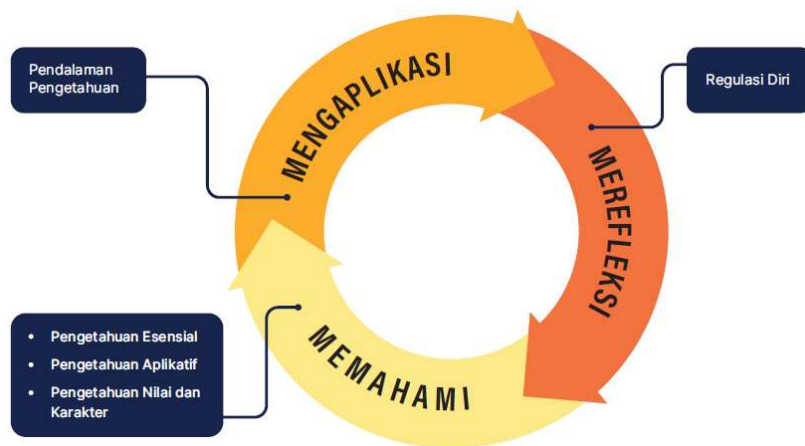 Pendalaman
Pengetahuan
MENGAPLIKASI
Regulasi Diri
MEREFLEKSI
• Pengetahuan Esensial
• Pengetahuan Aplikatif
• Pengetahuan Nilai dan
Karakter
MEMAHAMI